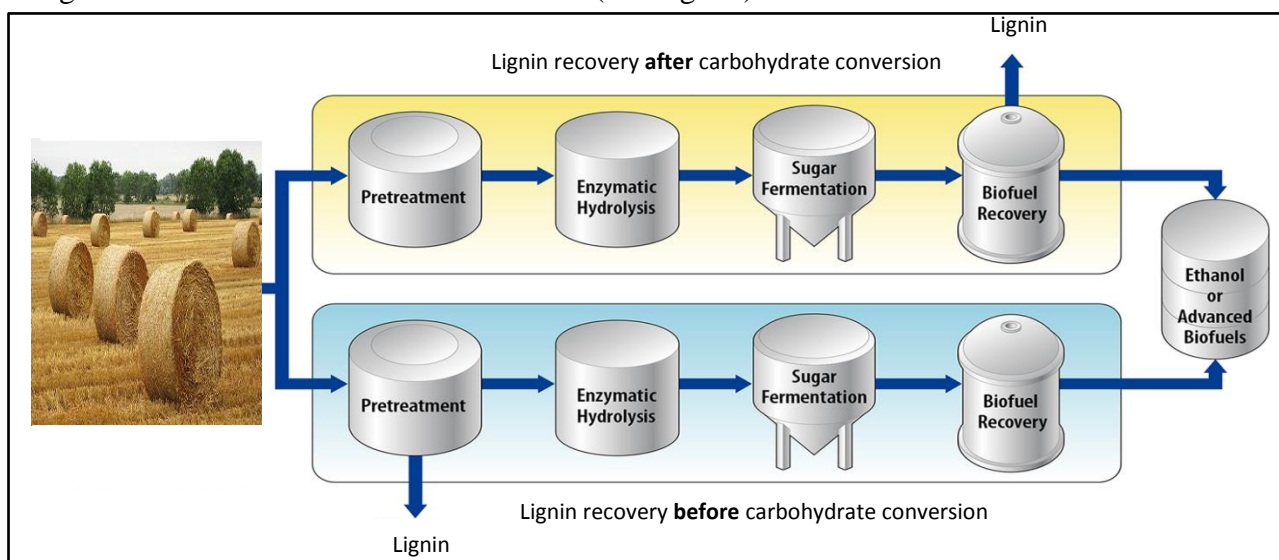 Lignin
Lignin recovery after carbohydrate conversion
Pretreatment
Enzymatic
Hydrolysis
Sugar
Fermentation
Biofuel
Recovery
Ethanol
or
Advanced
Biofuels
Pretreatment
Enzymatic
Hydrolysis
Sugar
Fermentation
Biofuel
Recovery
Lignin recovery before carbohydrate conversion
Lignin